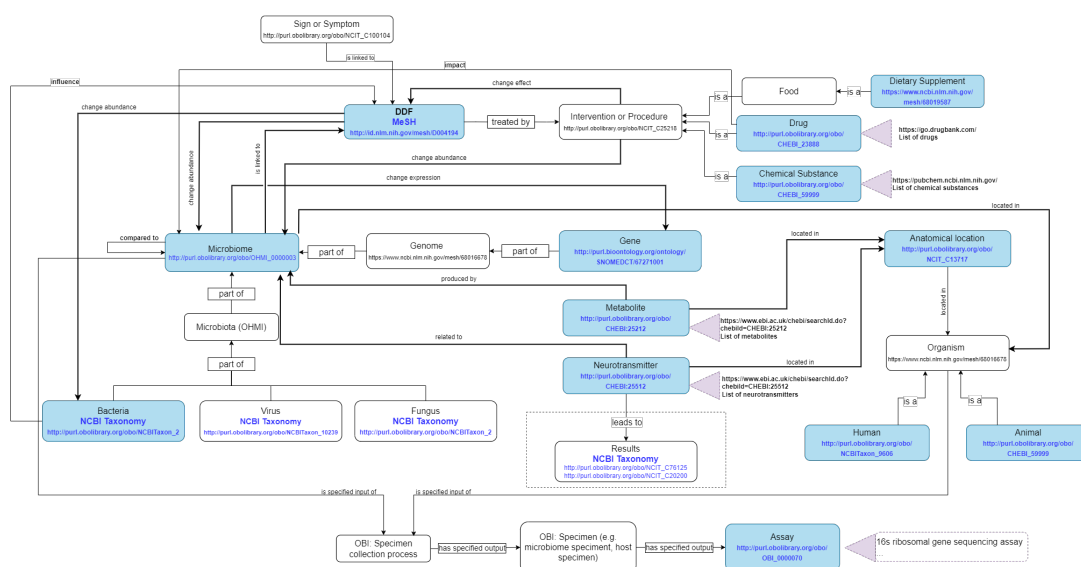 Sign or Symptom
http://purl.obolibrary.org/obo/NCIT_C100104
is linked to
influence
impact
change effect
change abundance
DDF
MeSH
http://id.nlm.nih.gov/mesh/D004194
treated by
Intervention or Procedure
http://purl.obolibrary.org/obo/NCIT_C25218
is a
Food
is a
Dietary Supplement
https://www.ncbi.nlm.nih.gov/
mesh/68019587
is a
Drug
http://purl.obolibrary.org/obo/
CHEBI_23888
https://go.drugbank.com/
List of drugs
is a
Chemical Substance
http://purl.obolibrary.org/obo/
CHEBI_59999
https://pubchem.ncbi.nlm.nih.gov/
List of chemical substances
change abundance
is linked to
change abundance
change expression
located in
compared to
Microbiome
http://purl.obolibrary.org/obo/OHMI_0000003
part of
Genome
https://www.ncbi.nlm.nih.gov/mesh/68016678
part of
Gene
http://purl.bioontology.org/ontology/
SNOMEDCT/67271001
located in
Anatomical location
http://purl.obolibrary.org/obo/
NCIT_C13717
produced by
located in
part of
Microbiota (OHMI)
part of
Metabolite
http://purl.obolibrary.org/obo/
CHEBI:25212
https://www.ebi.ac.uk/chebi/searchId.do?
chebiId=CHEBI:25212
List of metabolites
related to
located in
Neurotransmitter
http://purl.obolibrary.org/obo/
CHEBI:25512
https://www.ebi.ac.uk/chebi/searchId.do?
chebiId=CHEBI:25512
List of neurotransmitters
Organism
https://www.ncbi.nlm.nih.gov/mesh/68016678
is a
is a
Bacteria
NCBI Taxonomy
http://purl.obolibrary.org/obo/NCBITaxon_2
Virus
NCBI Taxonomy
http://purl.obolibrary.org/obo/NCBITaxon_10239
Fungus
NCBI Taxonomy
http://purl.obolibrary.org/obo/NCBITaxon_2
leads to
Results
NCBI Taxonomy
http://purl.obolibrary.org/obo/NCIT_C76125
http://purl.obolibrary.org/obo/NCIT_C20200
Human
http://purl.obolibrary.org/obo/
NCBITaxon_9606
Animal
http://purl.obolibrary.org/obo/
CHEBI_59999
is specified input of
is specified input of
OBI: Specimen
collection process
has specified output
OBI: Specimen (e.g.
microbiome speciment, host
specimen)
has specified output
Assay
http://purl.obolibrary.org/obo/
OBI_0000070
16s ribosomal gene sequencing assay
....